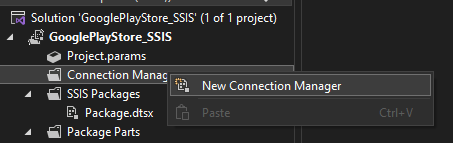 Solution 'GooglePlayStore_SSIS' (1 of 1 project)
GooglePlayStore_SSIS
Project.params
Connection Manag
New Connection Manager
SSIS Packages
Paste Ctrl+V
Package.dtsx
Package Parts